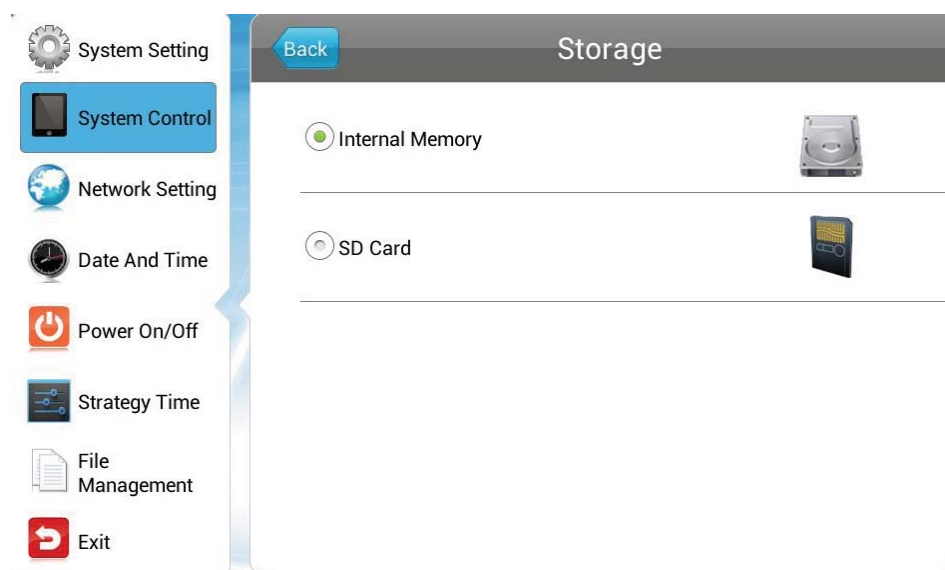 System Setting
System Control
Network Setting
Date And Time
Power On/Off
Strategy Time
File
Management
Exit
Back
Storage
Internal Memory
SD Card